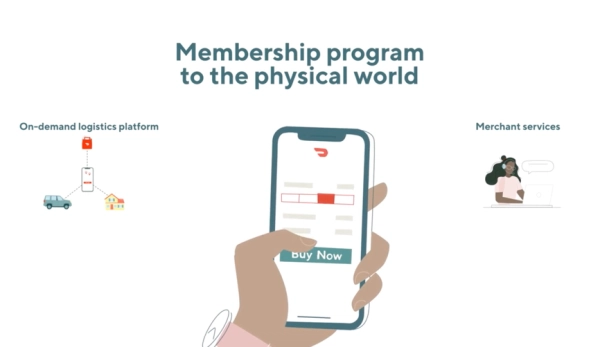 Membership program
to the physical world
On-demand logistics platform
Merchant services
Buy Now